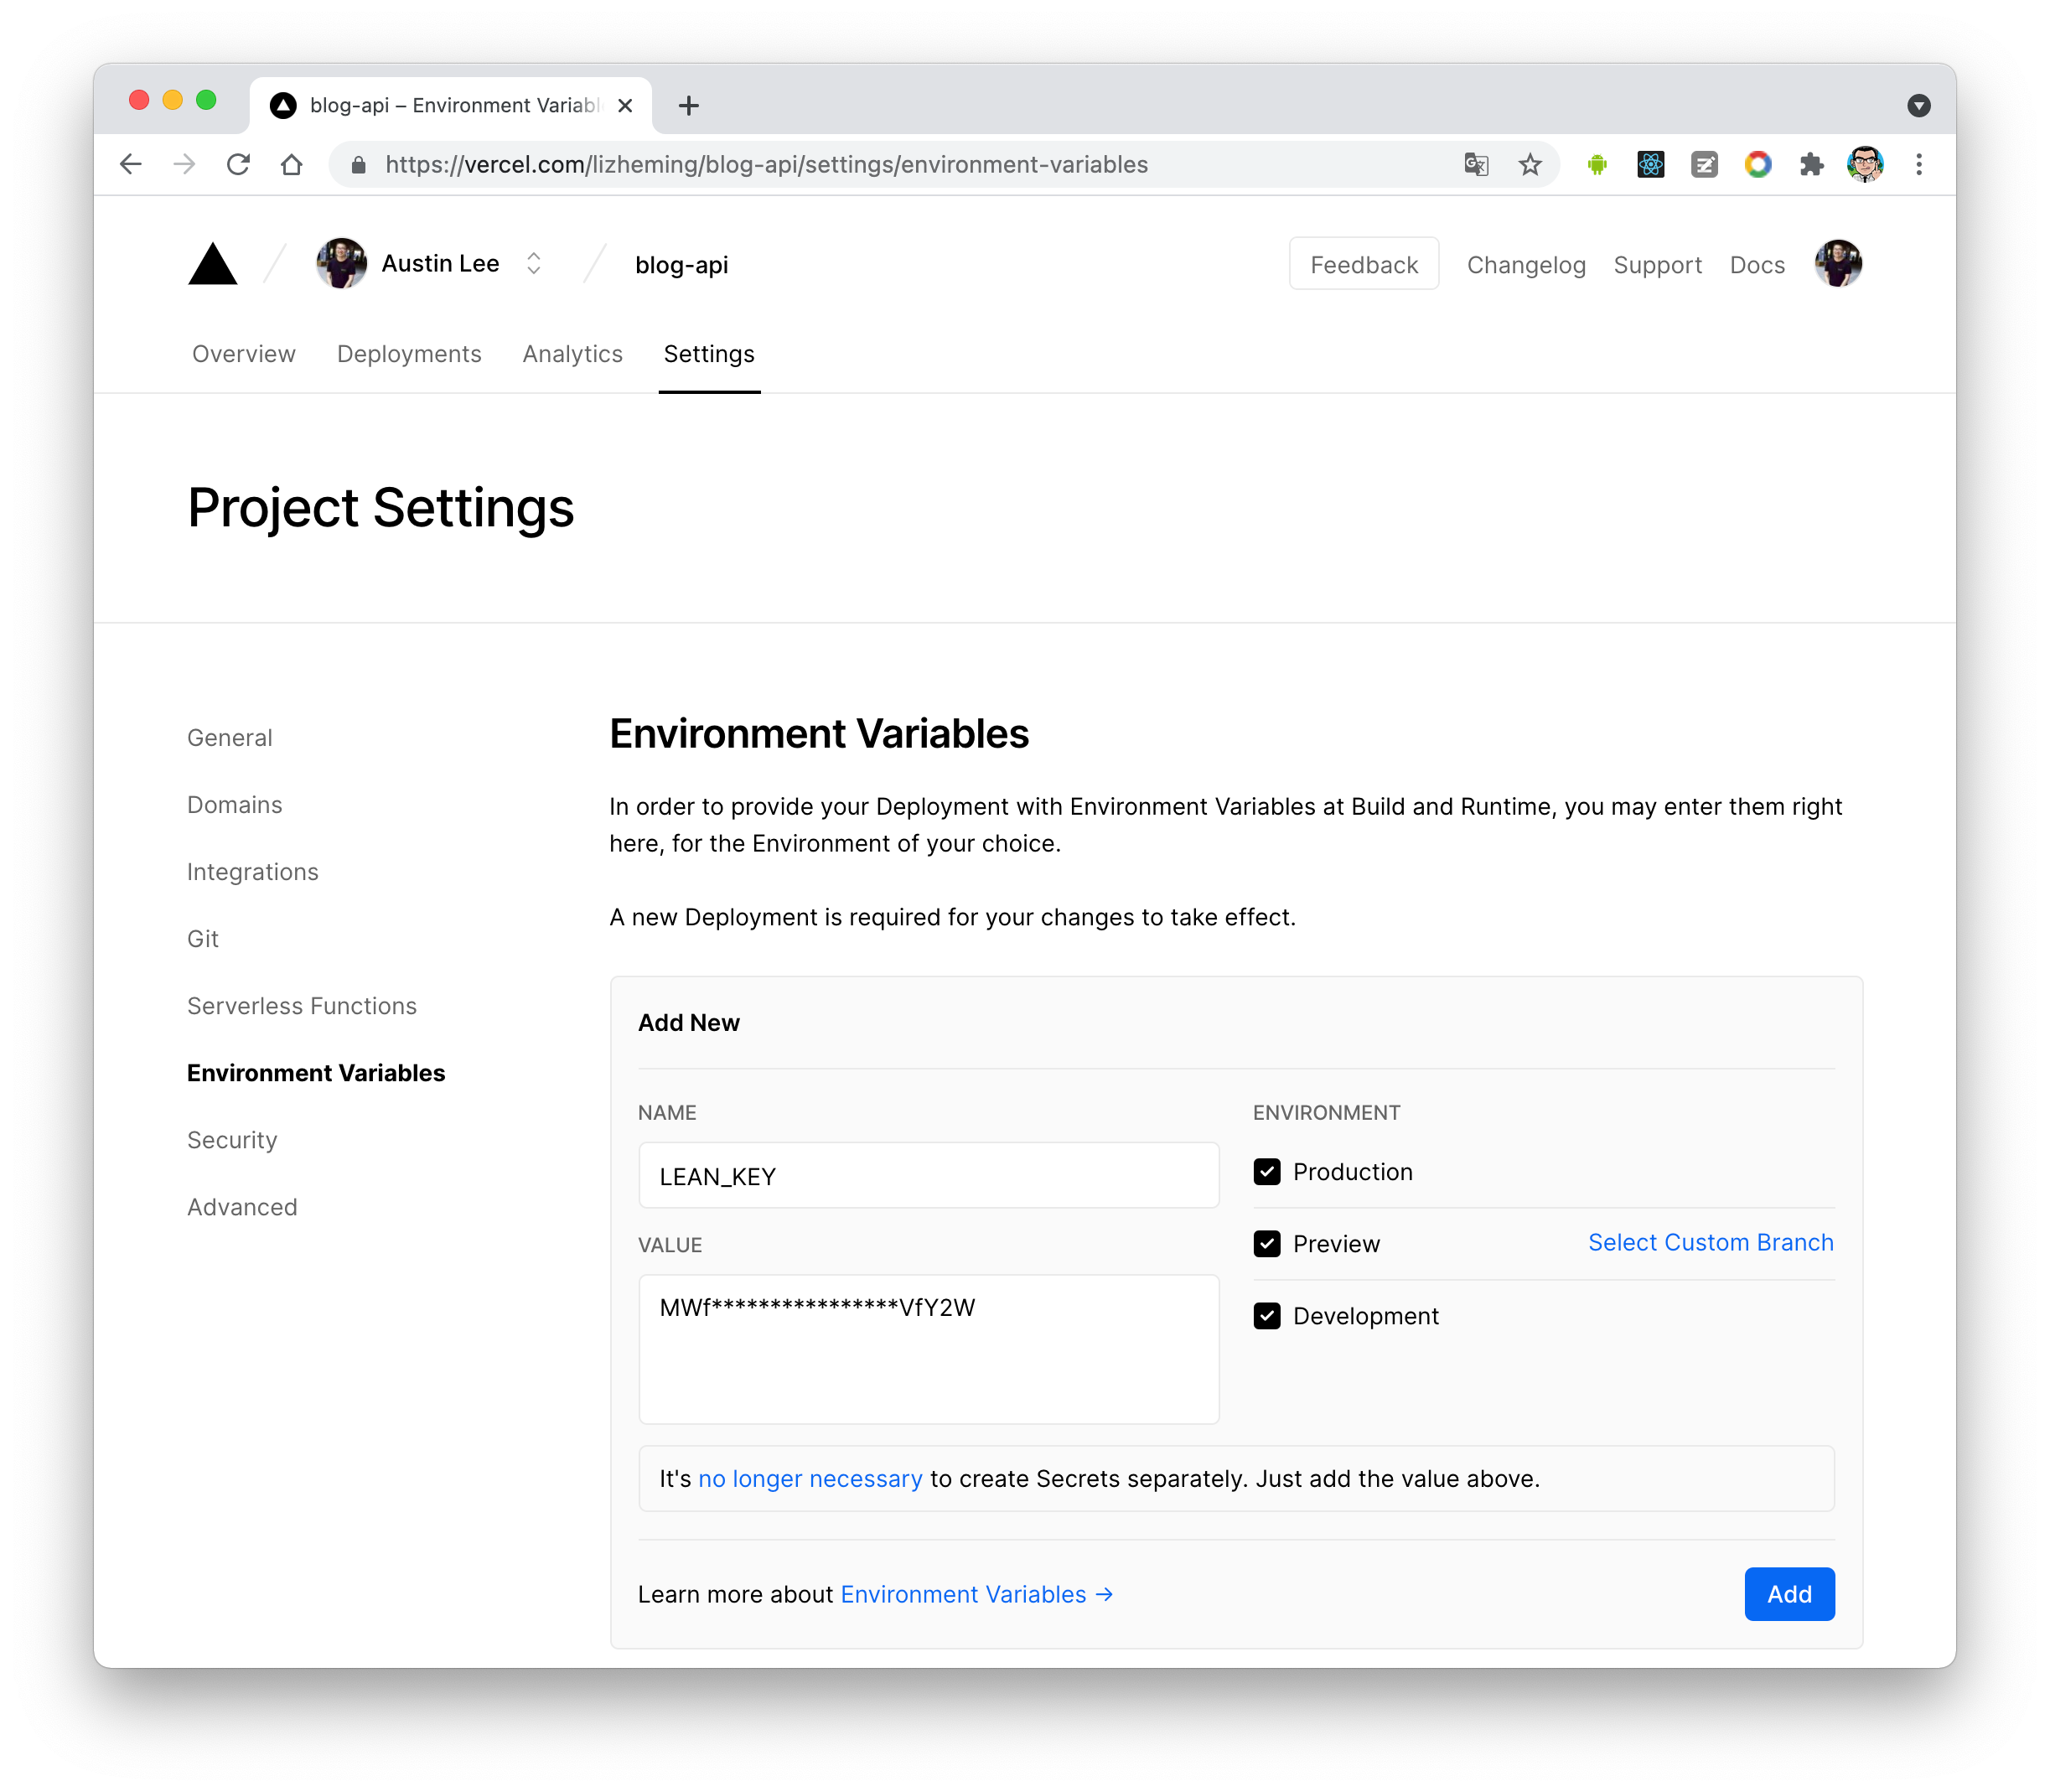 blog-api – Environment Variabl
https://vercel.com/lizheming/blog-api/settings/environment-variables
Austin Lee
blog-api
Feedback
Changelog
Support
Docs
Overview
Deployments
Analytics
Settings
Project Settings
General
Domains
Integrations
Git
Serverless Functions
Environment Variables
Security
Advanced
Environment Variables
In order to provide your Deployment with Environment Variables at Build and Runtime, you may enter them right
here, for the Environment of your choice.
A new Deployment is required for your changes to take effect.
Add New
NAME
LEAN_KEY
VALUE
MWf****************VfY2W
ENVIRONMENT
Production
Preview
Select Custom Branch
Development
It's no longer necessary to create Secrets separately. Just add the value above.
Learn more about Environment Variables →
Add